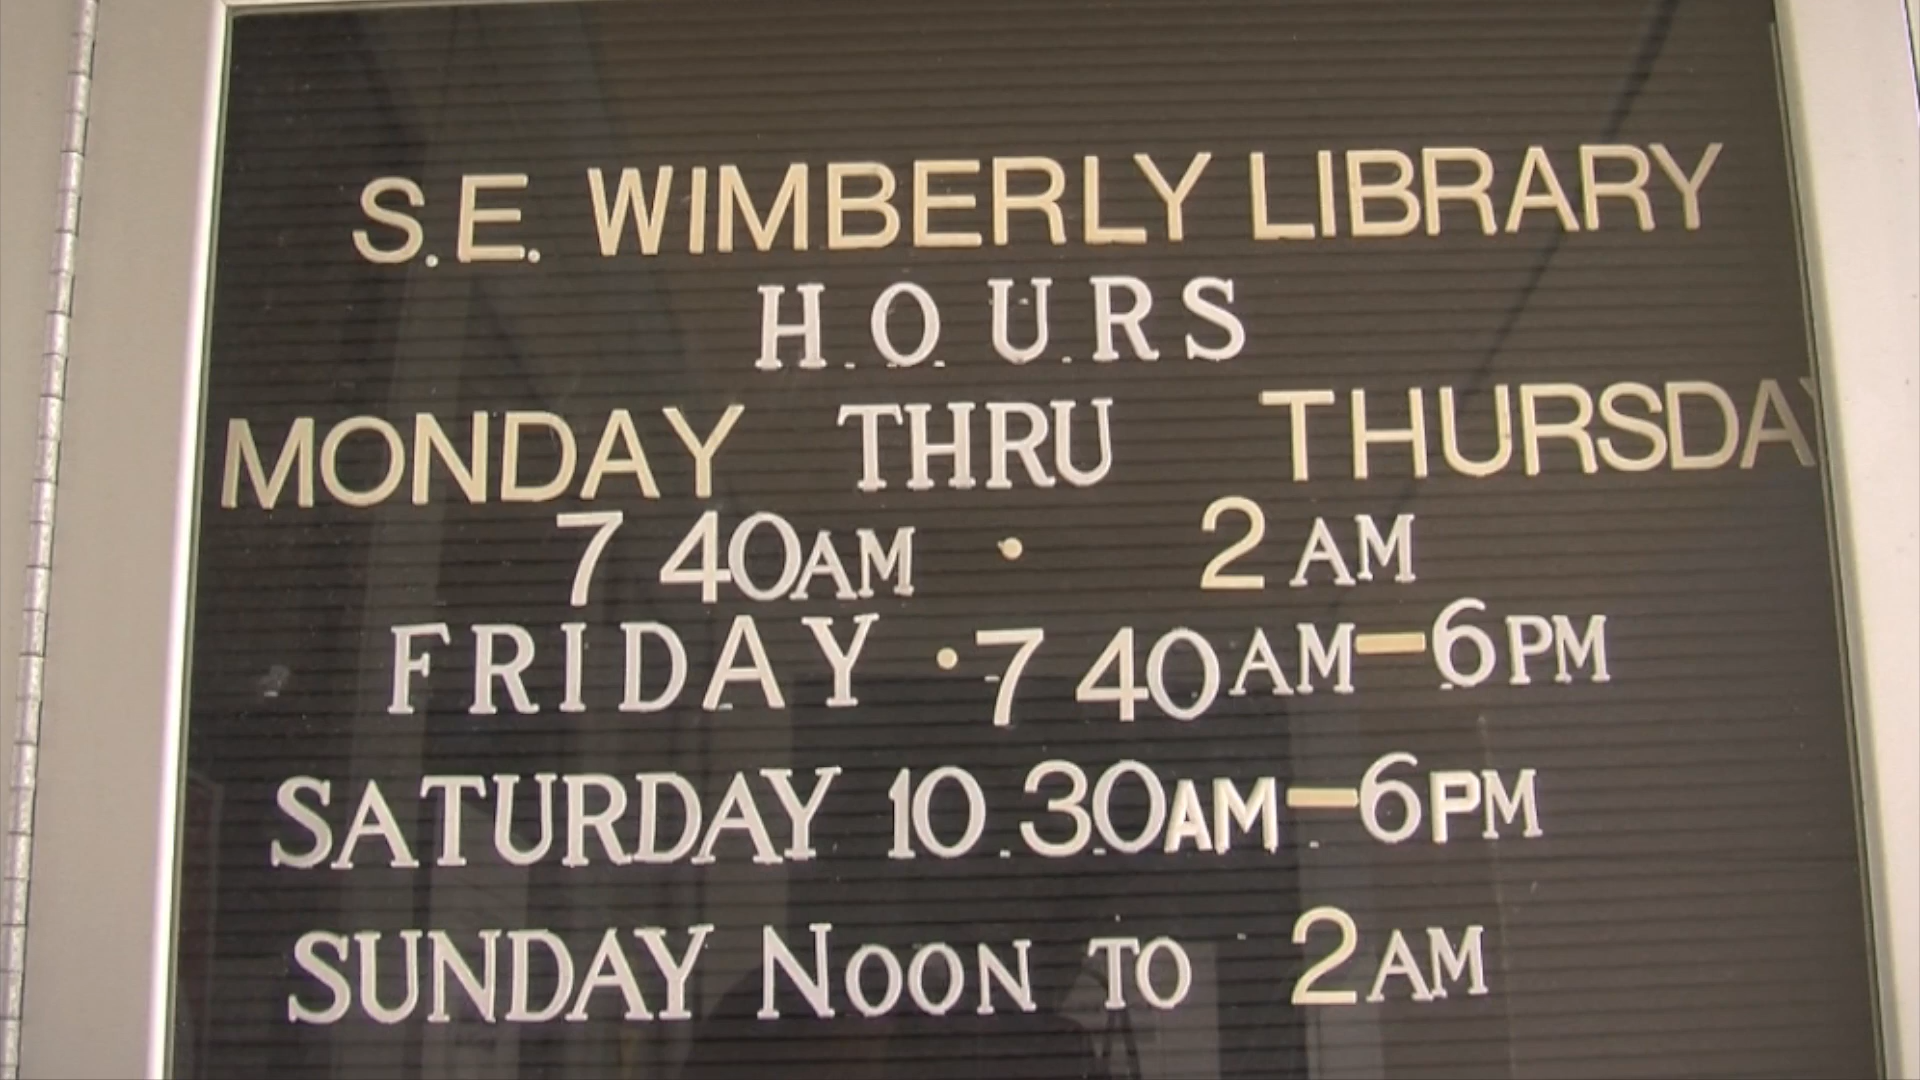 S.E. WIMBERLY LIBRARY
HOURS
MONDAY THRU THURSDAY
7 40AM · 2 AM
FRIDAY · 7 40AM-6PM
SATURDAY 10 30AM-6PM
SUNDAY NOON TO 2AM